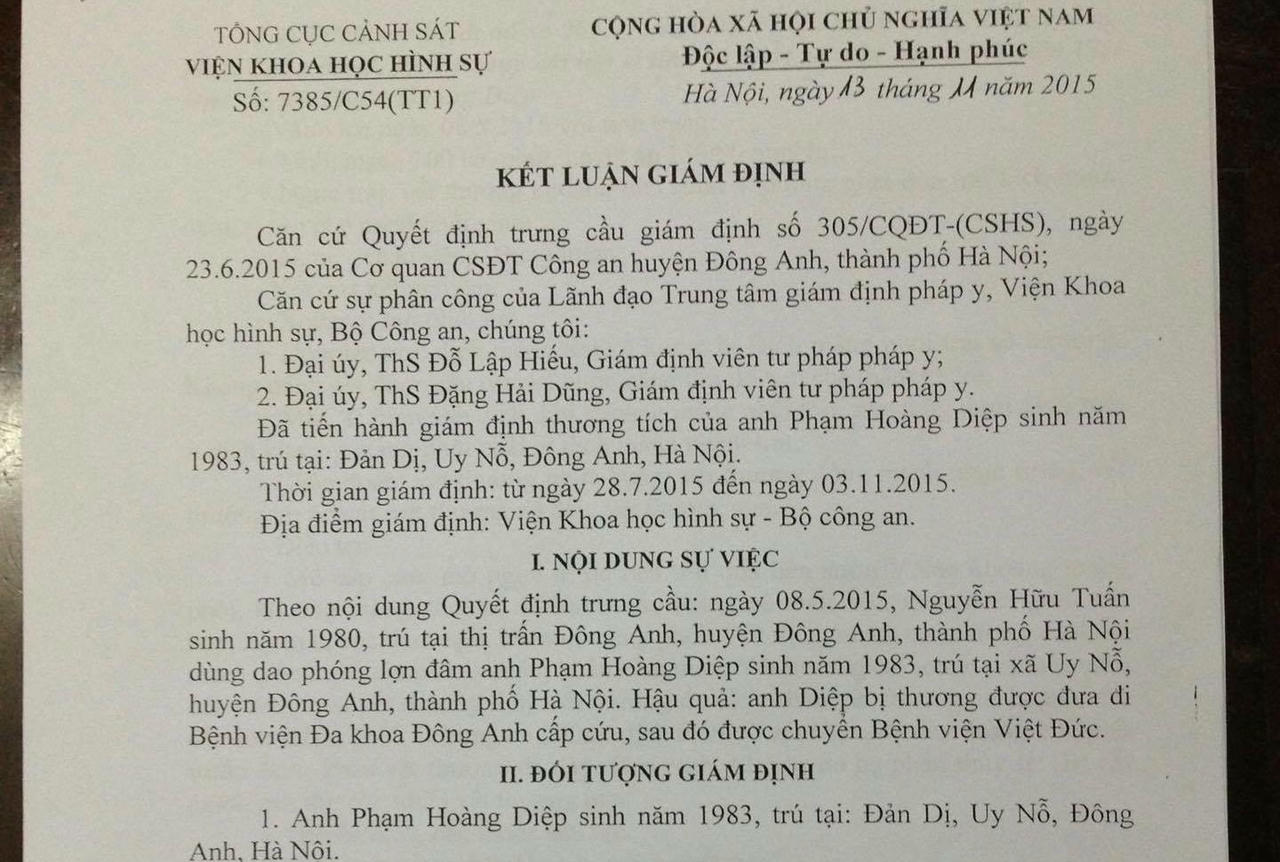 TỔNG CỤC CẢNH SÁT
VIỆN KHOA HỌC HÌNH SỰ
Số: 7385/C54(TT1)
CỘNG HÒA XÃ HỘI CHỦ NGHĨA VIỆT NAM
Độc lập - Tự do - Hạnh phúc
Hà Nội, ngày 13 tháng 11 năm 2015
KẾT LUẬN GIÁM ĐỊNH
Căn cứ Quyết định trưng cầu giám định số 305/CQĐT-(CSHS), ngày
23.6.2015 của Cơ quan CSĐT Công an huyện Đông Anh, thành phố Hà Nội;
Căn cứ sự phân công của Lãnh đạo Trung tâm giám định pháp y, Viện Khoa
học hình sự, Bộ Công an, chúng tôi:
1. Đại úy, ThS Đỗ Lập Hiếu, Giám định viên tư pháp pháp y;
2. Đại úy, ThS Đặng Hải Dũng, Giám định viên tư pháp pháp y.
Đã tiến hành giám định thương tích của anh Phạm Hoàng Diệp sinh năm
1983, trú tại: Đản Dị, Uy Nỗ, Đông Anh, Hà Nội.
Thời gian giám định: từ ngày 28.7.2015 đến ngày 03.11.2015.
Địa điểm giám định: Viện Khoa học hình sự - Bộ công an.
I. NỘI DUNG SỰ VIỆC
Theo nội dung Quyết định trưng cầu: ngày 08.5.2015, Nguyễn Hữu Tuấn
sinh năm 1980, trú tại thị trấn Đông Anh, huyện Đông Anh, thành phố Hà Nội
dùng dao phóng lợn đâm anh Phạm Hoàng Diệp sinh năm 1983, trú tại xã Uy Nỗ,
huyện Đông Anh, thành phố Hà Nội. Hậu quả: anh Diệp bị thương được đưa di
Bệnh viện Đa khoa Đông Anh cấp cứu, sau đó được chuyển Bệnh viện Việt Đức.
II. ĐỐI TƯỢNG GIÁM ĐỊNH
1. Anh Phạm Hoàng Diệp sinh năm 1983, trú tại: Đản Dị, Uy Nỗ, Đông
Anh, Hà Nội.